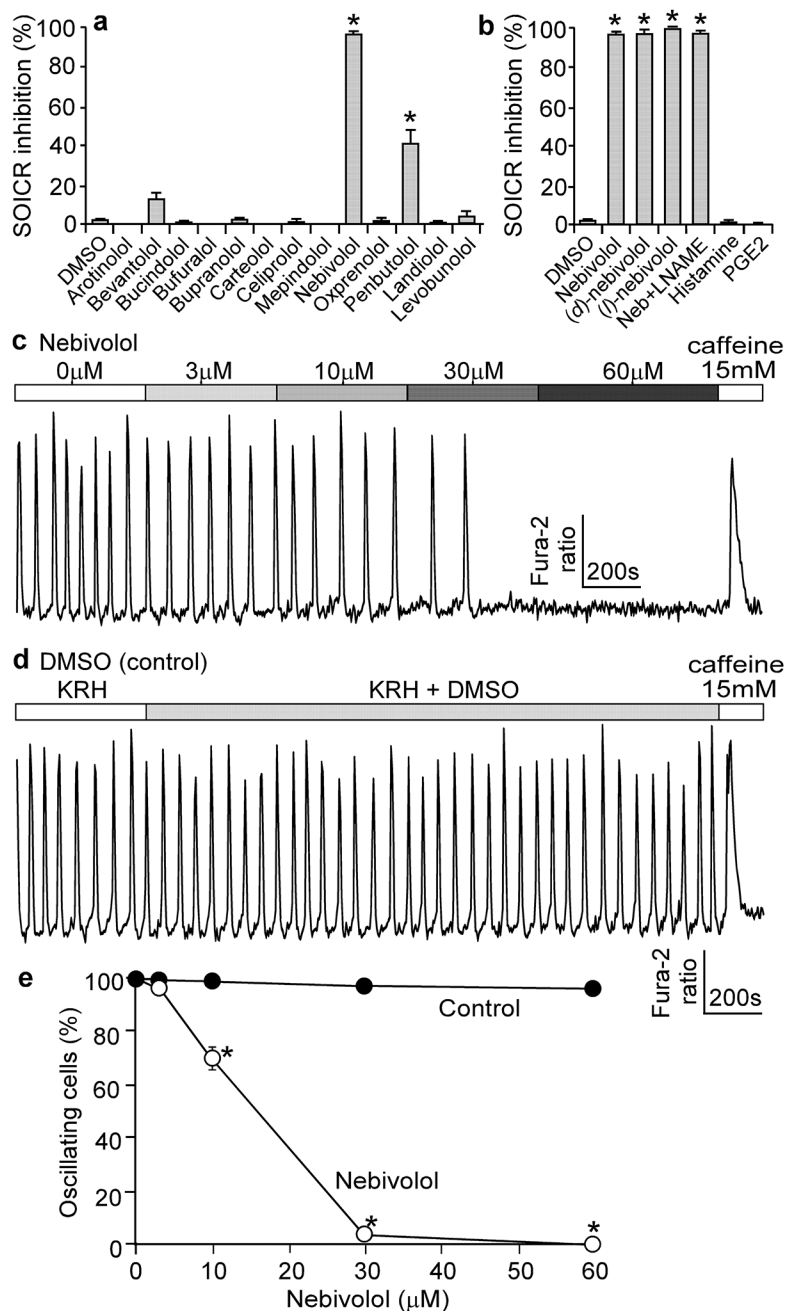 a
SOICR inhibition (%)
100
80
60
40
20
0
*
*
DMSO
Arotinolol
Bevantolol
Bucindolol
Bufuralol
Bupranolol
Carteolol
Celiprolol
Mepindolol
Nebivolol
Oxprenolol
Penbutolol
Landiolol
Levobunolol
b
SOICR inhibition (%)
100
80
60
40
20
0
* * * *
DMSO
Nebivolol
(d)-nebivolol
(l)-nebivolol
Neb+LNAME
Histamine
PGE2
c Nebivolol
caffeine
0µM 3µM 10µM 30µM 60µM 15mM
Fura-2
ratio
200s
d DMSO (control)
caffeine
KRH KRH + DMSO 15mM
Fura-2
ratio
200s
e
Oscillating cells (%)
100
80
60
40
20
0
Control
Nebivolol
*
*
*
0 10 20 30 40 50 60
Nebivolol (µM)